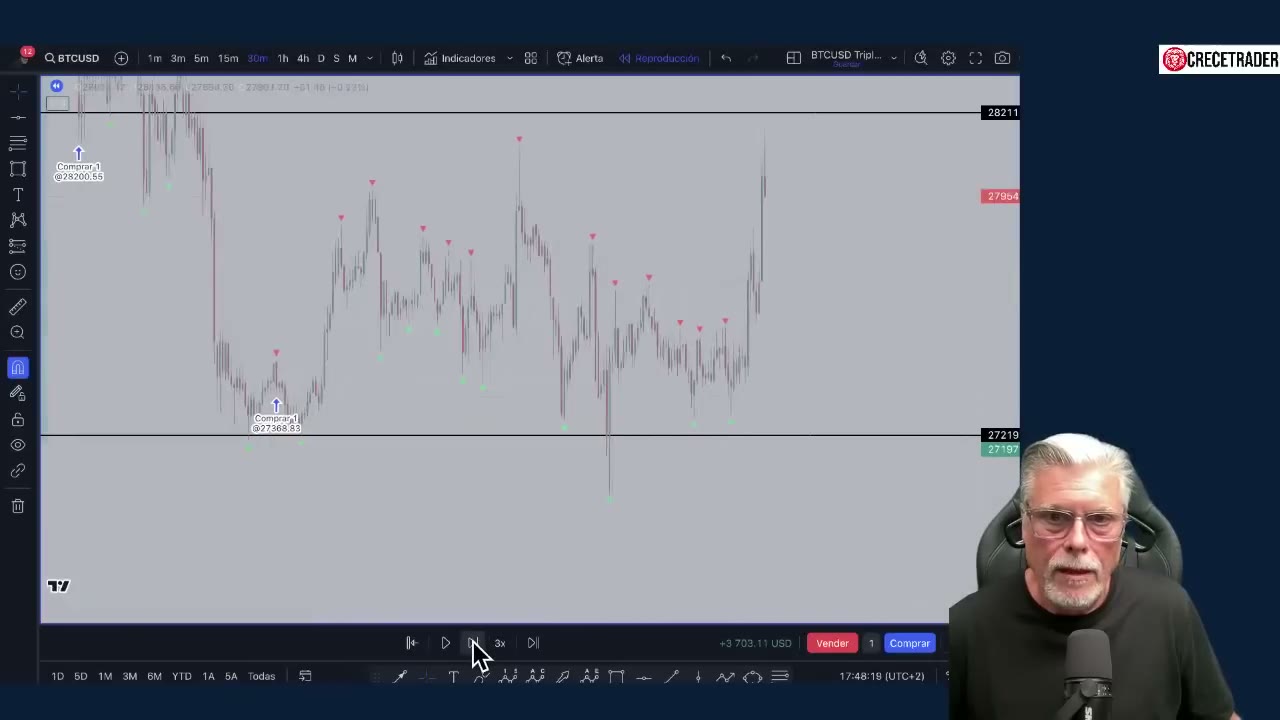 12
BTCUSD
1m 3m 5m 15m 30m 1h 4h D S M
Indicadores
Alerta
Reproducción
BTCUSD Tripl...
Guardar
CRECETRADER
28211
Comprar 1
@28200.55
27954
Comprar 1
@27368.83
27219
27197
3x
+3 703.11 USD
Vender
1
Comprar
1D 5D 1M 3M 6M YTD 1A 5A Todas
17:48:19 (UTC+2)